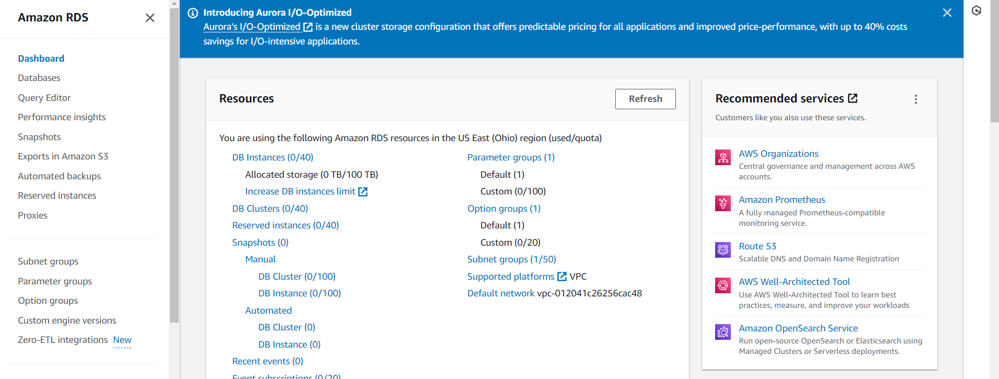 Amazon RDS
Dashboard
Databases
Query Editor
Performance insights
Snapshots
Exports in Amazon S3
Automated backups
Reserved instances
Proxies
Subnet groups
Parameter groups
Option groups
Custom engine versions
Zero-ETL integrations New
Introducing Aurora I/O-Optimized
Aurora's I/O-Optimized is a new cluster storage configuration that offers predictable pricing for all applications and improved price-performance, with up to 40% costs
savings for I/O-intensive applications.
Resources
Refresh
You are using the following Amazon RDS resources in the US East (Ohio) region (used/quota)
DB Instances (0/40)
Allocated storage (0 TB/100 TB)
Increase DB instances limit
DB Clusters (0/40)
Reserved instances (0/40)
Snapshots (0)
Manual
DB Cluster (0/100)
DB Instance (0/100)
Automated
DB Cluster (0)
DB Instance (0)
Recent events (0)
Event subscriptions (0/20)
Parameter groups (1)
Default (1)
Custom (0/100)
Option groups (1)
Default (1)
Custom (0/20)
Subnet groups (1/50)
Supported platforms VPC
Default network vpc-012041c26256cac48
Recommended services
Customers like you also use these services.
AWS Organizations
Central governance and management across AWS
accounts.
Amazon Prometheus
A fully managed Prometheus-compatible
monitoring service.
Route 53
Scalable DNS and Domain Name Registration
AWS Well-Architected Tool
Use AWS Well-Architected Tool to learn best
practices, measure, and improve your workloads
Amazon OpenSearch Service
Run open-source OpenSearch or Elasticsearch using
Managed Clusters or Serverless deployments.